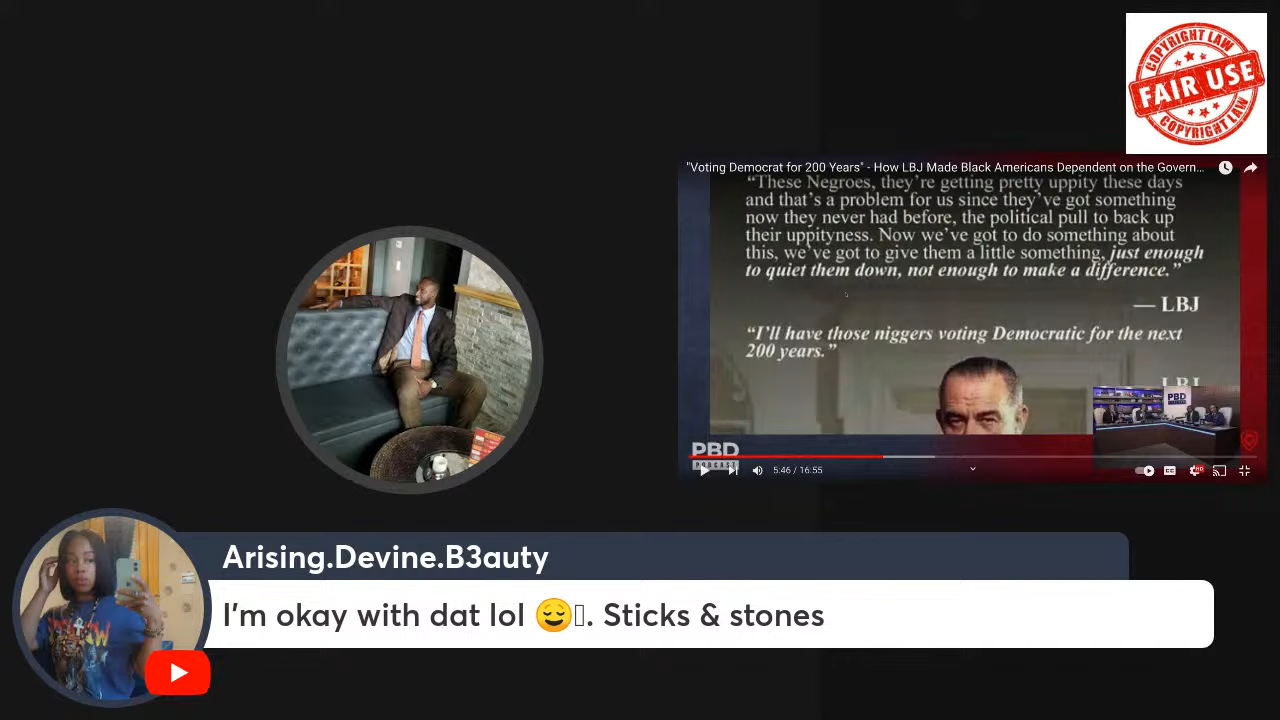 COPYRIGHT LAW
FAIR USE
COPYRIGHT LAW
"Voting Democrat for 200 Years" - How LBJ Made Black Americans Dependent on the Govern...
“These Negroes, they’re getting pretty uppity these days
and that’s a problem for us since they’ve got something
now they never had before, the political pull to back up
their uppityness. Now we’ve got to do something about
this, we’ve got to give them a little something, just enough
to quiet them down, not enough to make a difference.”
— LBJ
“I’ll have those niggers voting Democratic for the next
200 years.”
LBJ
PBD
PBD
PODCAST
5:46 / 16:55
CC
HD
Arising.Devine.B3auty
I'm okay with dat lol 😌. Sticks & stones